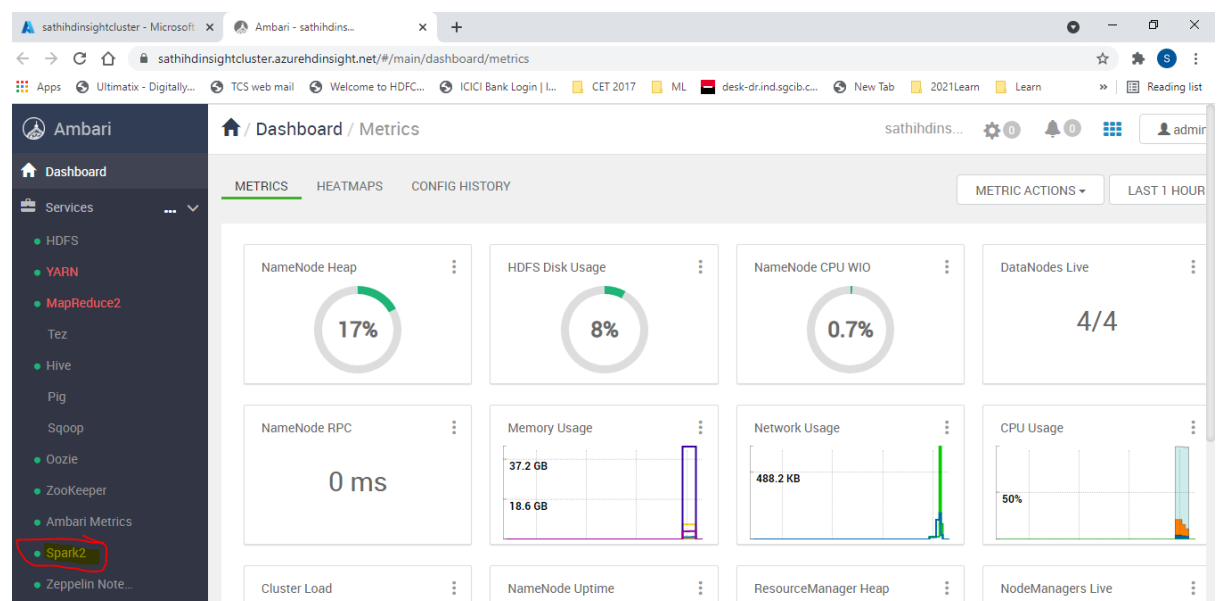 sathihdinsightcluster - Microsoft
Ambari - sathihdins...
sathihdinsightcluster.azurehdinsight.net/#/main/dashboard/metrics
S
Apps
Ultimatix - Digitally...
TCS web mail
Welcome to HDFC...
ICICI Bank Login | I...
CET 2017
ML
desk-dr.ind.sgcib.c...
New Tab
2021Learn
Learn
»
Reading list
Ambari
/ Dashboard / Metrics
sathihdins...
0
0
admin
Dashboard
Services
...
HDFS
YARN
MapReduce2
Tez
Hive
Pig
Sqoop
Oozie
ZooKeeper
Ambari Metrics
Spark2
Zeppelin Note...
METRICS
HEATMAPS
CONFIG HISTORY
METRIC ACTIONS
LAST 1 HOUR
NameNode Heap
17%
HDFS Disk Usage
8%
NameNode CPU WIO
0.7%
DataNodes Live
4/4
NameNode RPC
0 ms
Memory Usage
37.2 GB
18.6 GB
Network Usage
488.2 KB
CPU Usage
50%
Cluster Load
NameNode Uptime
ResourceManager Heap
NodeManagers Live